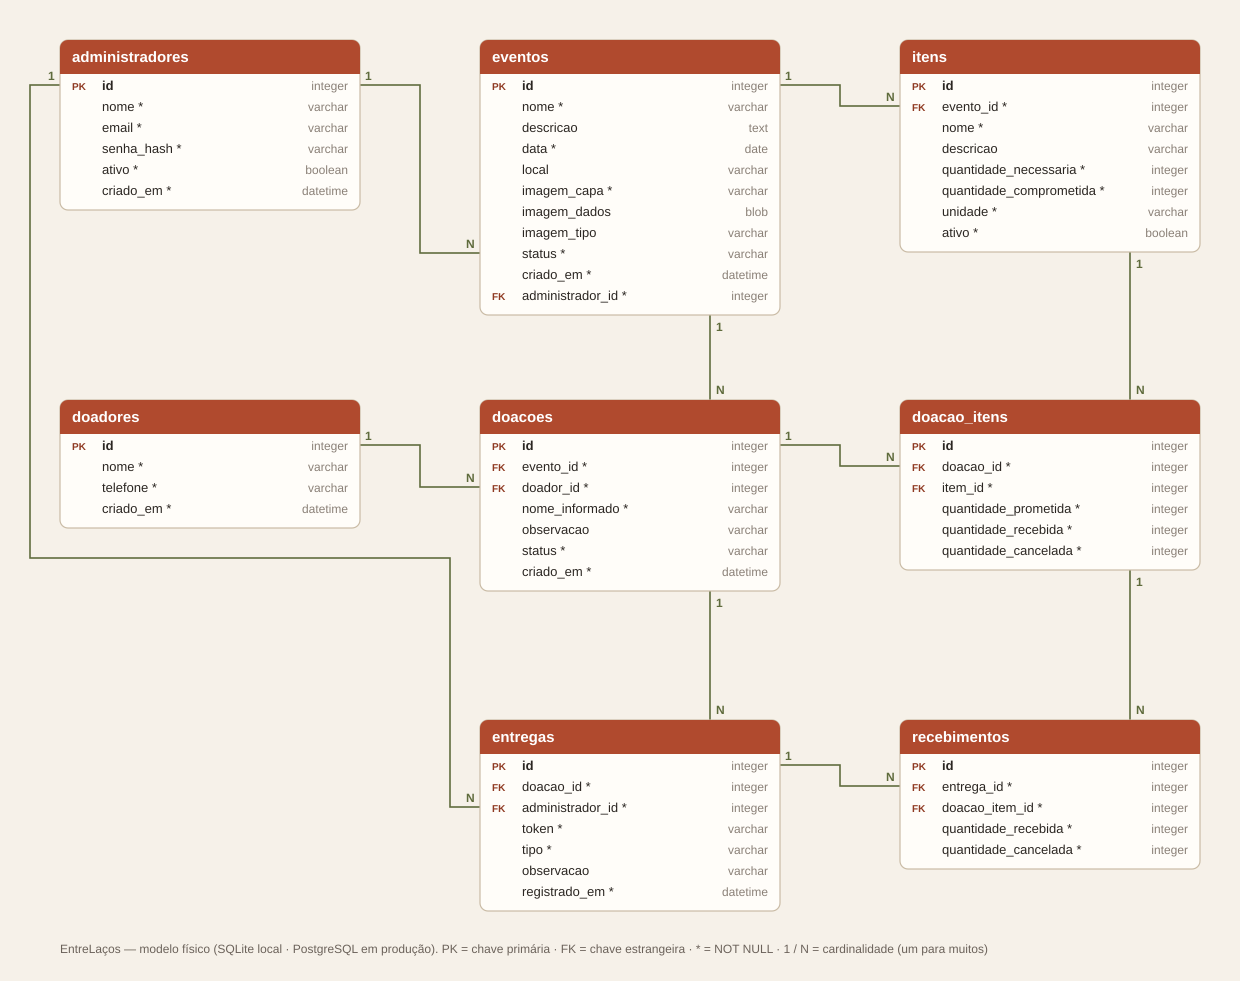 administradores
PK id integer
nome * varchar
email * varchar
senha_hash * varchar
ativo * boolean
criado_em * datetime
1
1
N
eventos
PK id integer
nome * varchar
descricao text
data * date
local varchar
imagem_capa * varchar
imagem_dados blob
imagem_tipo varchar
status * varchar
criado_em * datetime
FK administrador_id * integer
1
N
1
N
itens
PK id integer
FK evento_id * integer
nome * varchar
descricao varchar
quantidade_necessaria * integer
quantidade_comprometida * integer
unidade * varchar
ativo * boolean
1
N
doadores
PK id integer
nome * varchar
telefone * varchar
criado_em * datetime
1
N
doacoes
PK id integer
FK evento_id * integer
FK doador_id * integer
nome_informado * varchar
observacao varchar
status * varchar
criado_em * datetime
1
N
1
N
doacao_itens
PK id integer
FK doacao_id * integer
FK item_id * integer
quantidade_prometida * integer
quantidade_recebida * integer
quantidade_cancelada * integer
1
N
entregas
PK id integer
FK doacao_id * integer
FK administrador_id * integer
token * varchar
tipo * varchar
observacao varchar
registrado_em * datetime
N
1
N
recebimentos
PK id integer
FK entrega_id * integer
FK doacao_item_id * integer
quantidade_recebida * integer
quantidade_cancelada * integer
EntreLaços — modelo físico (SQLite local · PostgreSQL em produção). PK = chave primária · FK = chave estrangeira · * = NOT NULL · 1 / N = cardinalidade (um para muitos)